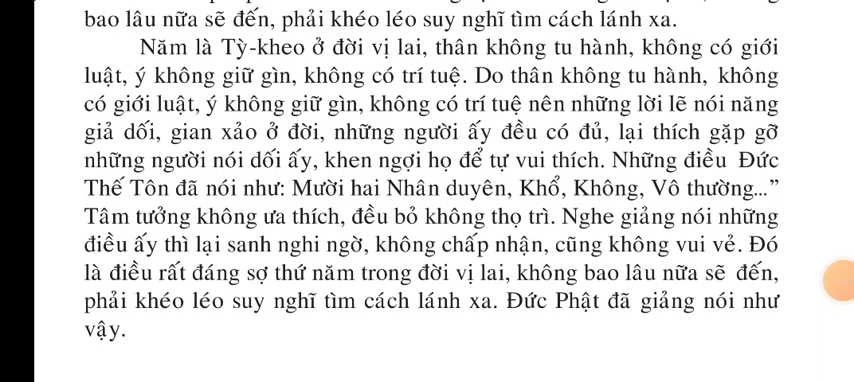 bao lâu nữa sẽ đến, phải khéo léo suy nghĩ tìm cách lánh xa.
Năm là Tỳ-kheo ở đời vị lai, thân không tu hành, không có giới
luật, ý không giữ gìn, không có trí tuệ. Do thân không tu hành, không
có giới luật, ý không giữ gìn, không có trí tuệ nên những lời lẽ nói năng
giả dối, gian xảo ở đời, những người ấy đều có đủ, lại thích gặp gỡ
những người nói dối ấy, khen ngợi họ để tự vui thích. Những điều Đức
Thế Tôn đã nói như: Mười hai Nhân duyên, Khổ, Không, Vô thường...”
Tâm tưởng không ưa thích, đều bỏ không thọ trì. Nghe giảng nói những
điều ấy thì lại sanh nghi ngờ, không chấp nhận, cũng không vui vẻ. Đó
là điều rất đáng sợ thứ năm trong đời vị lai, không bao lâu nữa sẽ đến,
phải khéo léo suy nghĩ tìm cách lánh xa. Đức Phật đã giảng nói như
vậy.